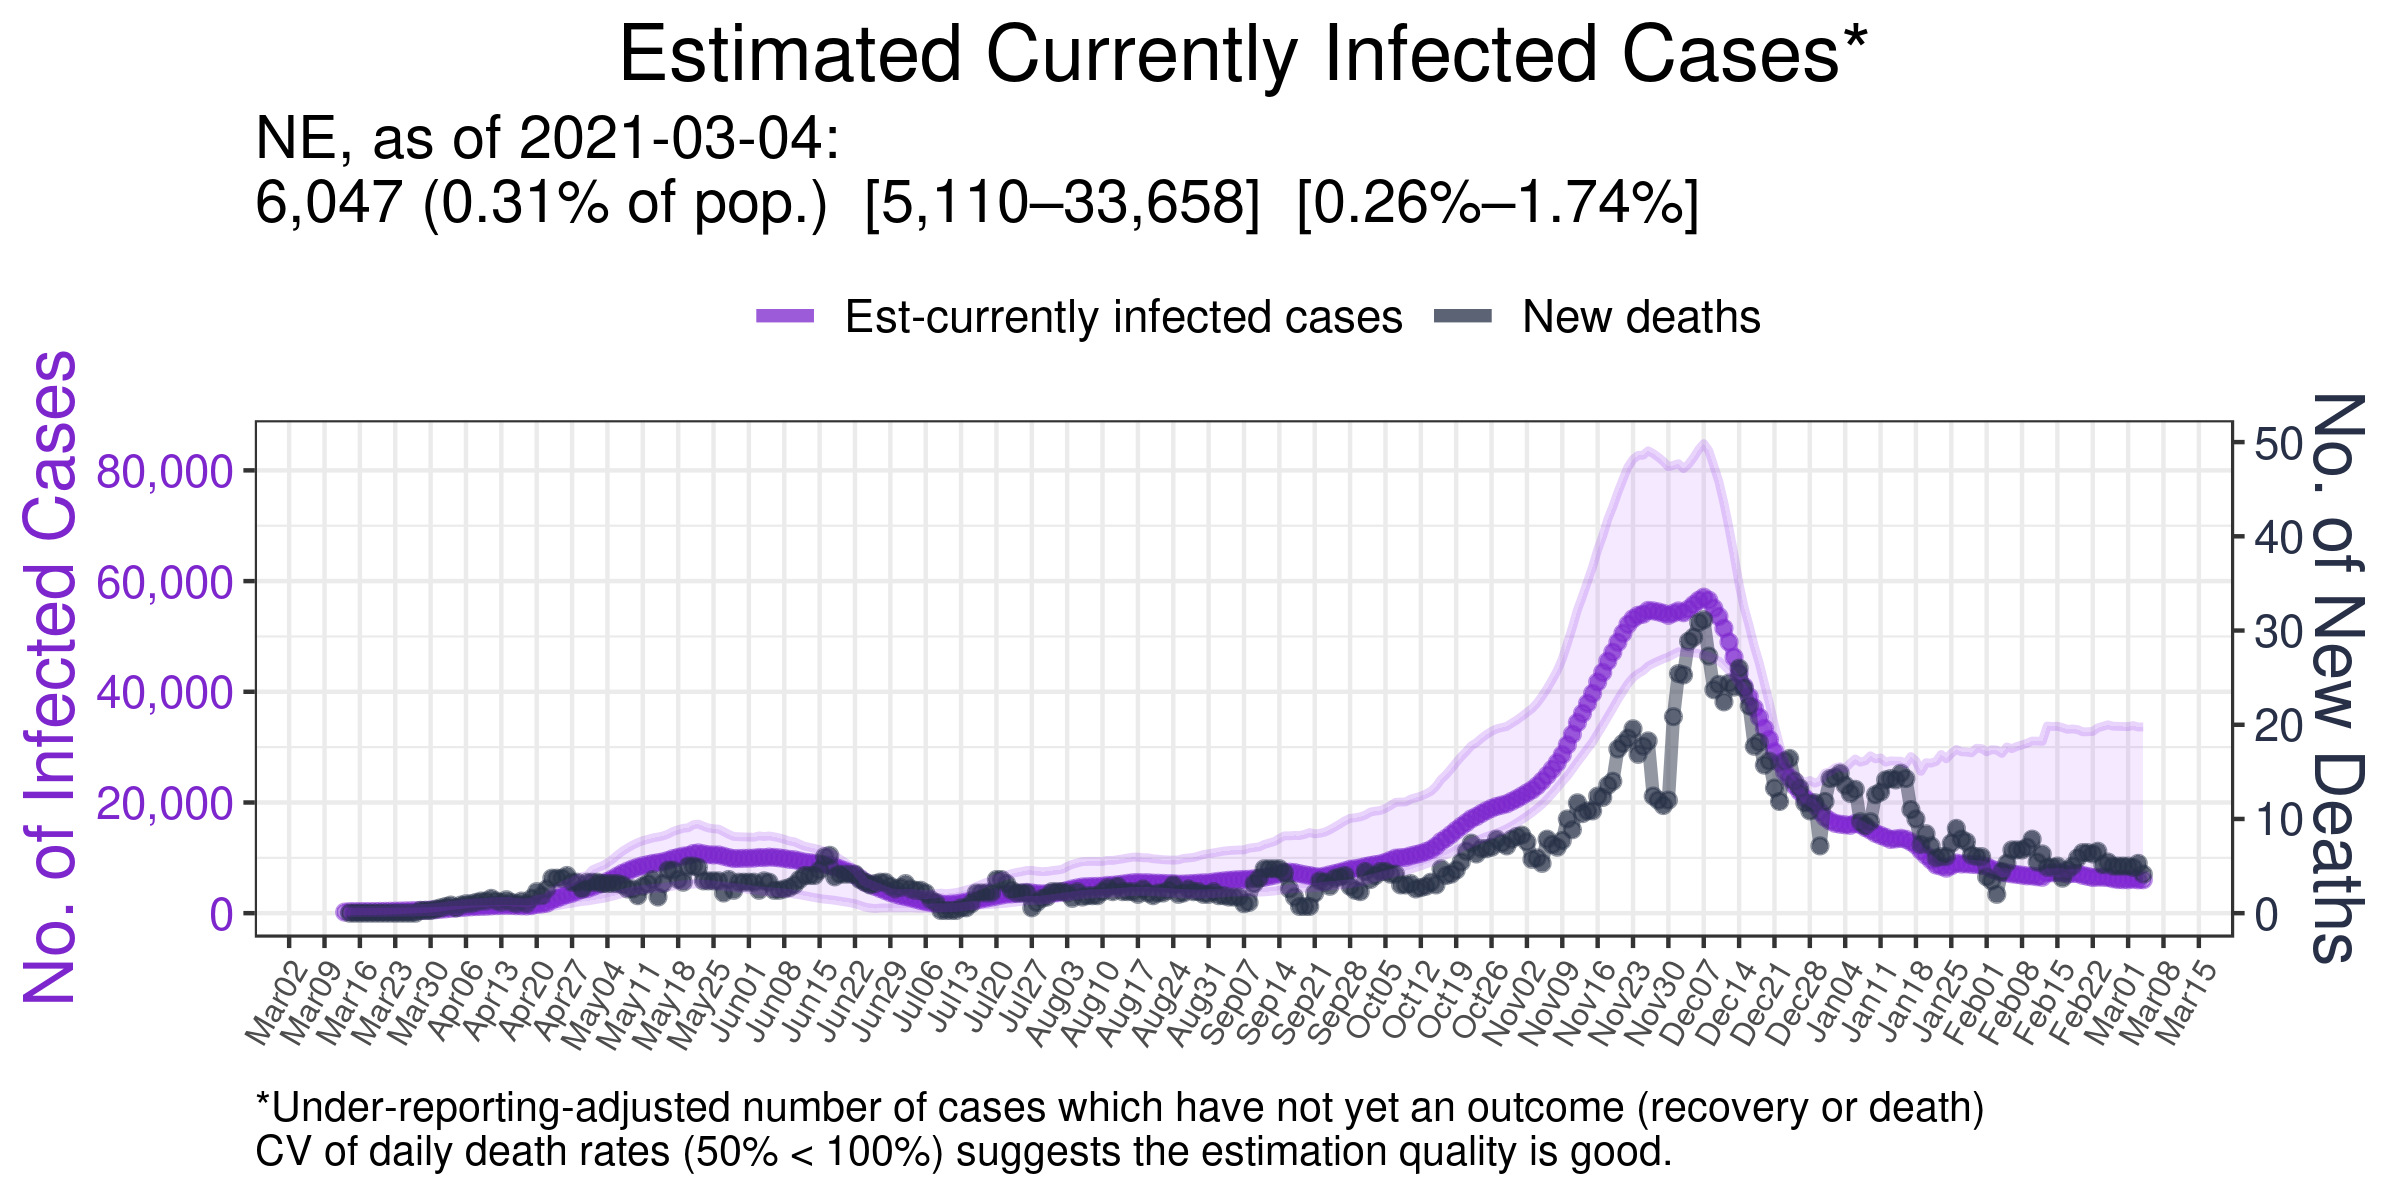 Estimated Currently Infected Cases*
NE, as of 2021-03-04:
6,047 (0.31% of pop.)  [5,110–33,658]  [0.26%–1.74%]
Est-currently infected cases
New deaths
No. of Infected Cases
80,000
60,000
40,000
20,000
0
50
40
30
20
10
0
No. of New Deaths
Mar02
Mar09
Mar16
Mar23
Mar30
Apr06
Apr13
Apr20
Apr27
May04
May11
May18
May25
Jun01
Jun08
Jun15
Jun22
Jun29
Jul06
Jul13
Jul20
Jul27
Aug03
Aug10
Aug17
Aug24
Aug31
Sep07
Sep14
Sep21
Sep28
Oct05
Oct12
Oct19
Oct26
Nov02
Nov09
Nov16
Nov23
Nov30
Dec07
Dec14
Dec21
Dec28
Jan04
Jan11
Jan18
Jan25
Feb01
Feb08
Feb15
Feb22
Mar01
Mar08
Mar15
*Under-reporting-adjusted number of cases which have not yet an outcome (recovery or death)
CV of daily death rates (50% < 100%) suggests the estimation quality is good.